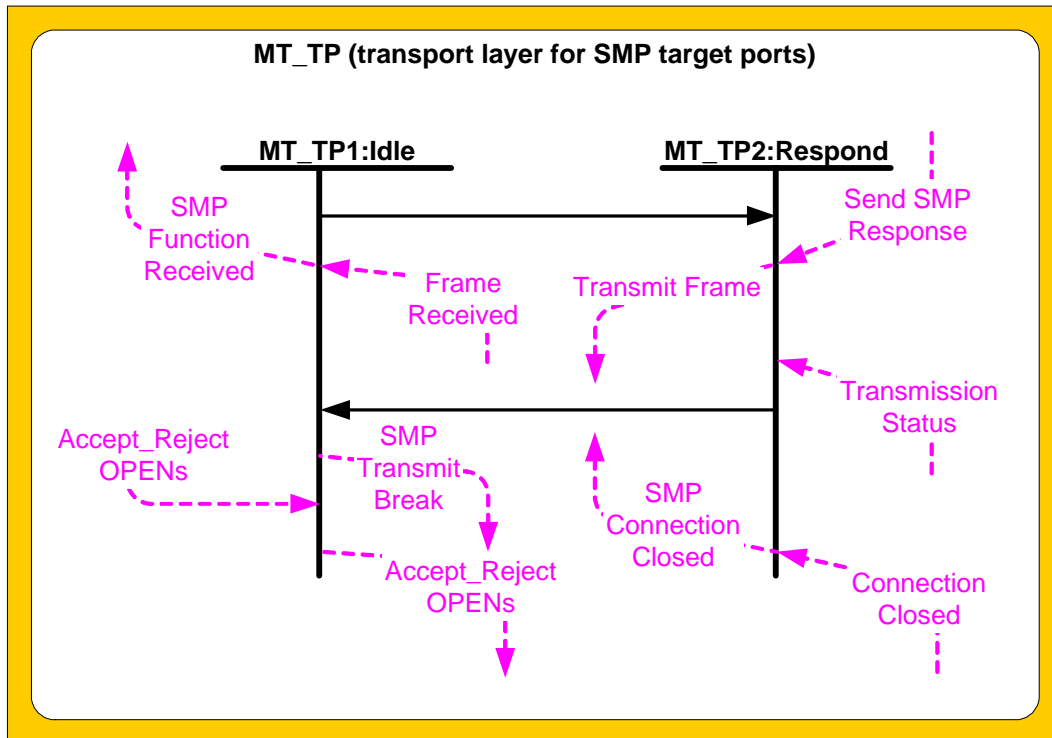 MT_TP (transport layer for SMP target ports)
MT_TP1:Idle
MT_TP2:Respond
SMP
Function
Received
Send SMP
Response
Frame
Received
Transmit Frame
Transmission
Status
Accept_Reject
OPENs
SMP
Transmit
Break
SMP
Connection
Closed
Accept_Reject
OPENs
Connection
Closed